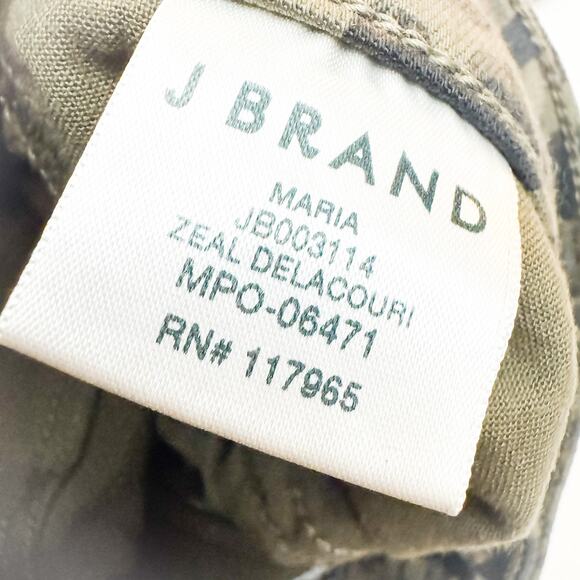 J BRAND
MARIA
JB003114
ZEAL DELACOURI
MPO-06471
RN# 117965